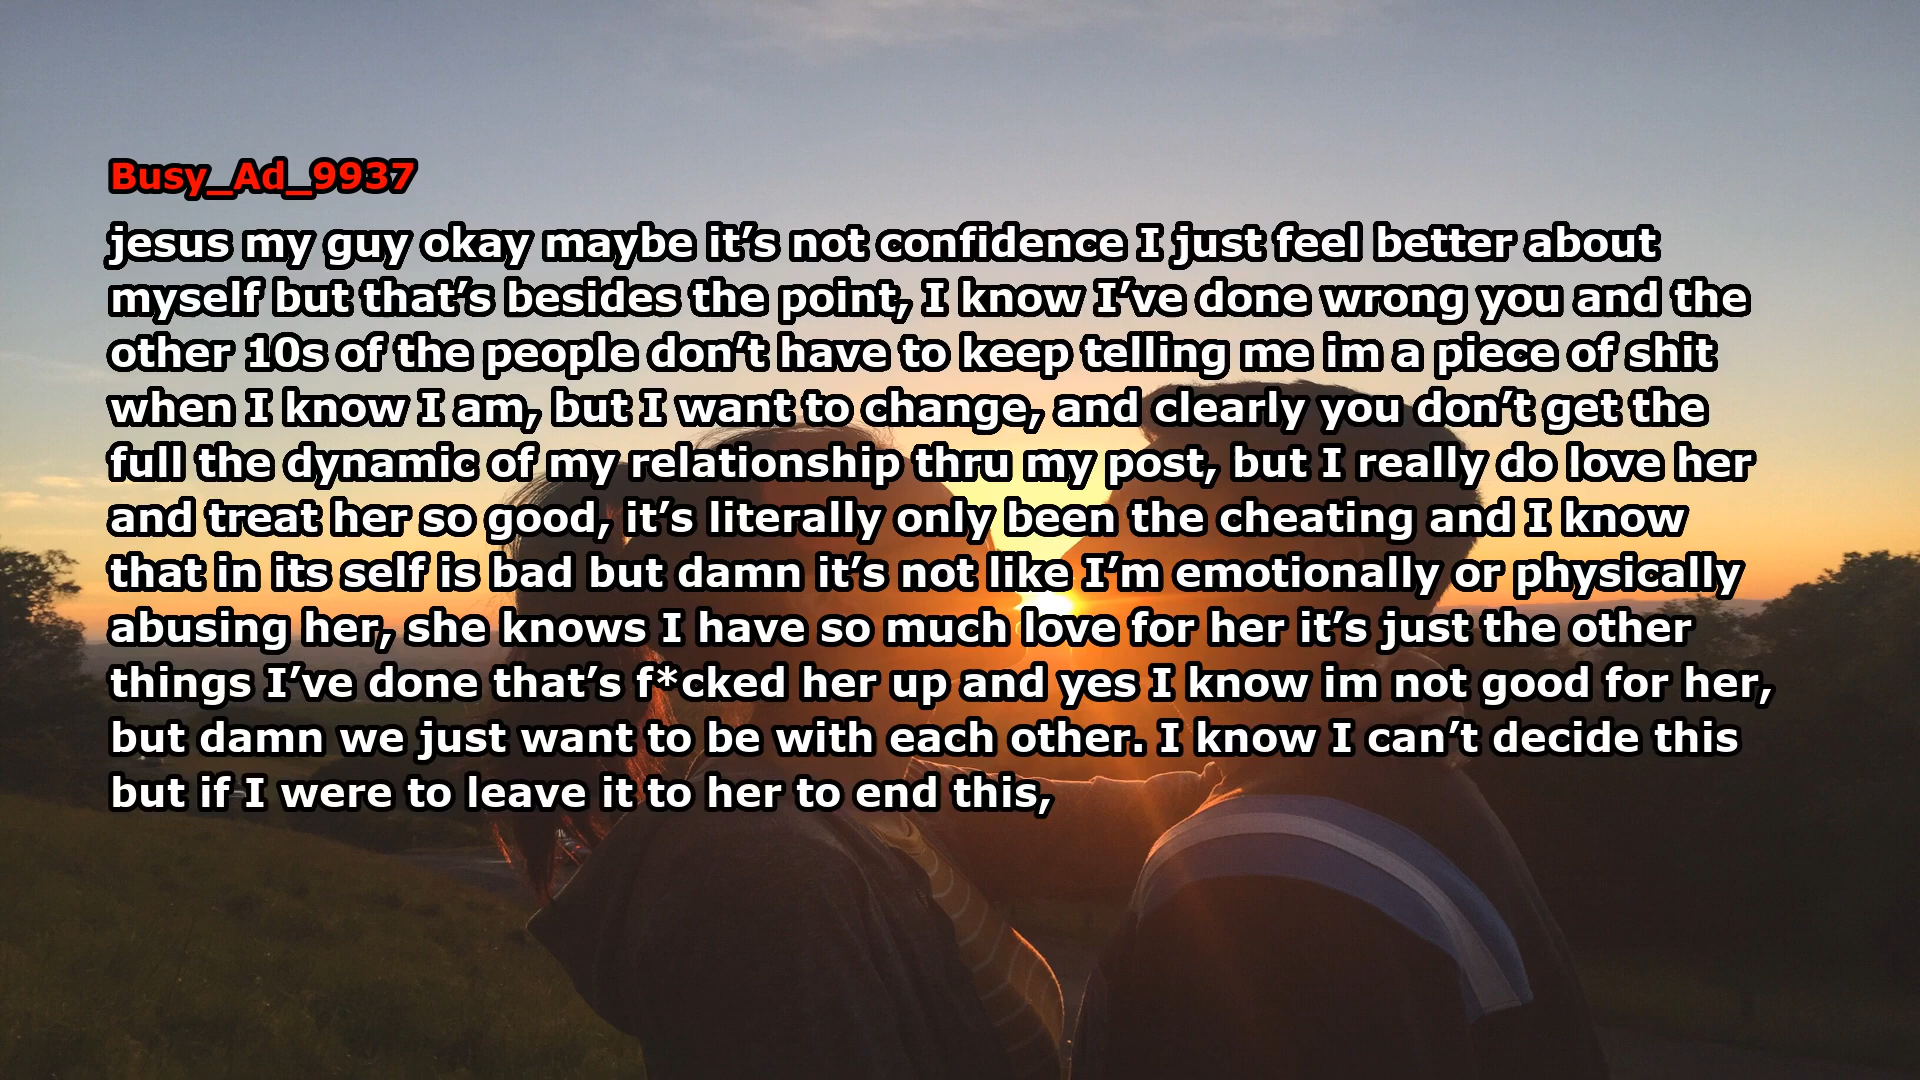 Busy_Ad_9937
jesus my guy okay maybe it’s not confidence I just feel better about
myself but that’s besides the point, I know I’ve done wrong you and the
other 10s of the people don’t have to keep telling me im a piece of shit
when I know I am, but I want to change, and clearly you don’t get the
full the dynamic of my relationship thru my post, but I really do love her
and treat her so good, it’s literally only been the cheating and I know
that in its self is bad but damn it’s not like I’m emotionally or physically
abusing her, she knows I have so much love for her it’s just the other
things I’ve done that’s f*cked her up and yes I know im not good for her,
but damn we just want to be with each other. I know I can’t decide this
but if I were to leave it to her to end this,